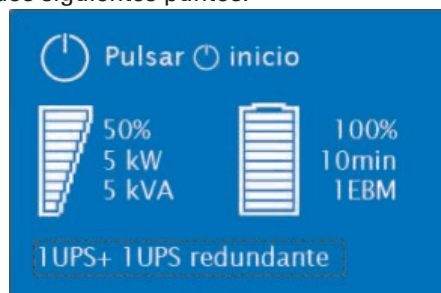 Pulsar ⏻ inicio
50%
100%
5 kW
10min
5 kVA
1EBM
1UPS+ 1UPS redundante